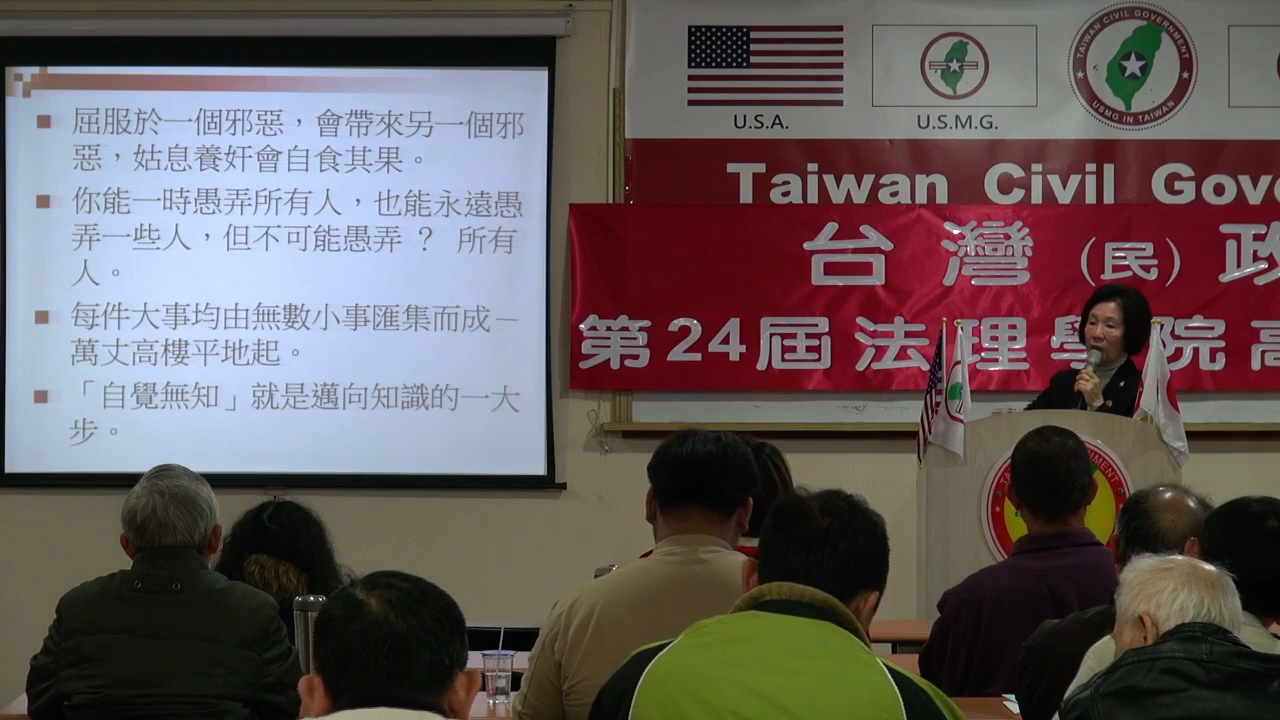 屈服於一個邪惡，會帶來另一個邪
惡，姑息養奸會自食其果。
你能一時愚弄所有人，也能永遠愚
弄一些人，但不可能愚弄？ 所有
人。
每件大事均由無數小事匯集而成－
萬丈高樓平地起。
「自覺無知」就是邁向知識的一大
步。
U.S.A.
U.S.M.G.
TAIWAN CIVIL GOVERNMENT
USMG IN TAIWAN
Taiwan Civil Gove
台灣（民）政
第24屆法理學院高